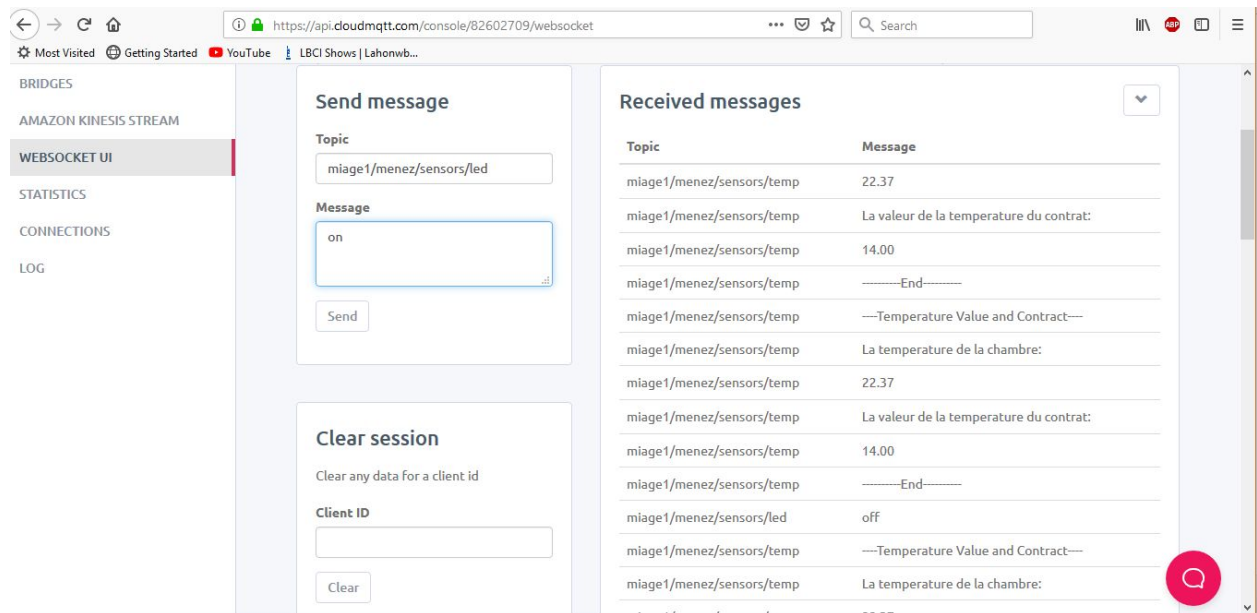 https://api.cloudmqtt.com/console/82602709/websocket
Search
ABP
Most Visited Getting Started YouTube LBCI Shows | Lahonwb...
BRIDGES
AMAZON KINESIS STREAM
WEBSOCKET UI
STATISTICS
CONNECTIONS
LOG
Send message
Topic
miage1/menez/sensors/led
Message
on
Send
Clear session
Clear any data for a client id
Client ID
Clear
Received messages
Topic Message
miage1/menez/sensors/temp 22.37
miage1/menez/sensors/temp La valeur de la temperature du contrat:
miage1/menez/sensors/temp 14.00
miage1/menez/sensors/temp ----------End----------
miage1/menez/sensors/temp ----Temperature Value and Contract----
miage1/menez/sensors/temp La temperature de la chambre:
miage1/menez/sensors/temp 22.37
miage1/menez/sensors/temp La valeur de la temperature du contrat:
miage1/menez/sensors/temp 14.00
miage1/menez/sensors/temp ----------End----------
miage1/menez/sensors/led off
miage1/menez/sensors/temp ----Temperature Value and Contract----
miage1/menez/sensors/temp La temperature de la chambre: